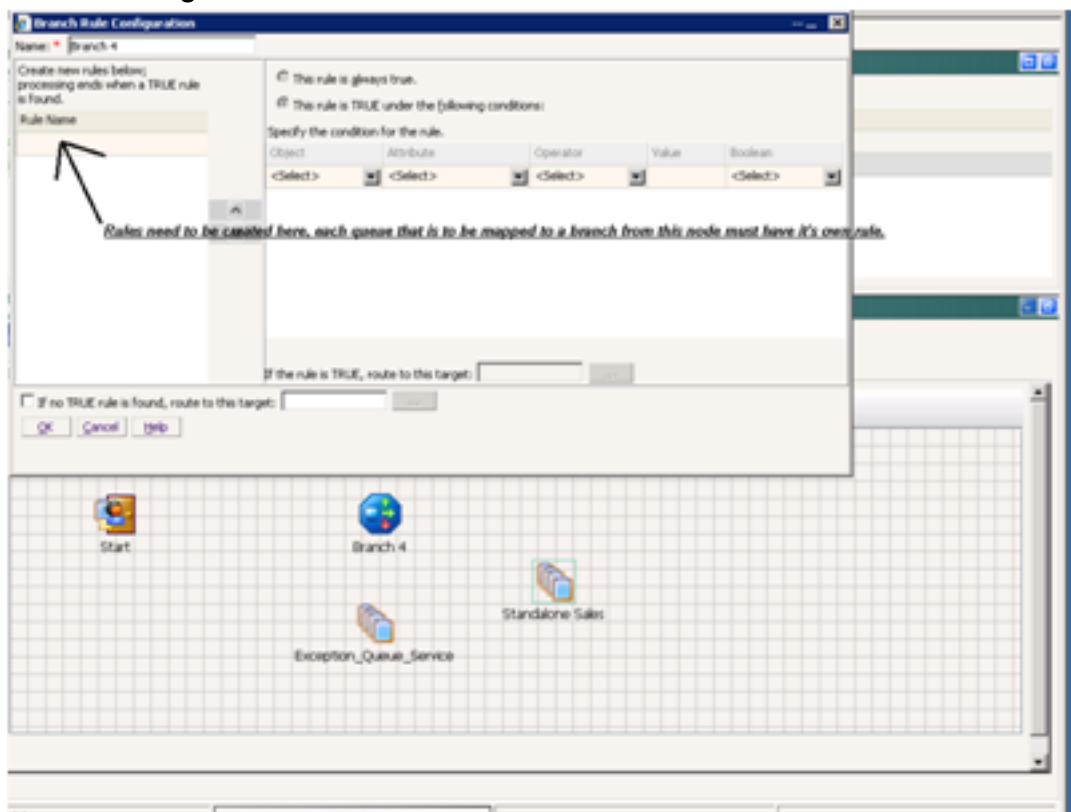 Branch Rule Configuration
Name: * Branch 4
Create new rules below;
processing ends when a TRUE rule
is found.
Rule Name
This rule is always true.
This rule is TRUE under the following conditions:
Specify the condition for the rule.
Object Attribute Operator Value Boolean
<Select> <Select> <Select> <Select>
Rules need to be created here, each queue that is to be mapped to a branch from this node must have it's own rule.
If the rule is TRUE, route to this target: ...
If no TRUE rule is found, route to this target: ...
OK Cancel Help
Start
Branch 4
Standalone Sales
Exception_Queue_Service